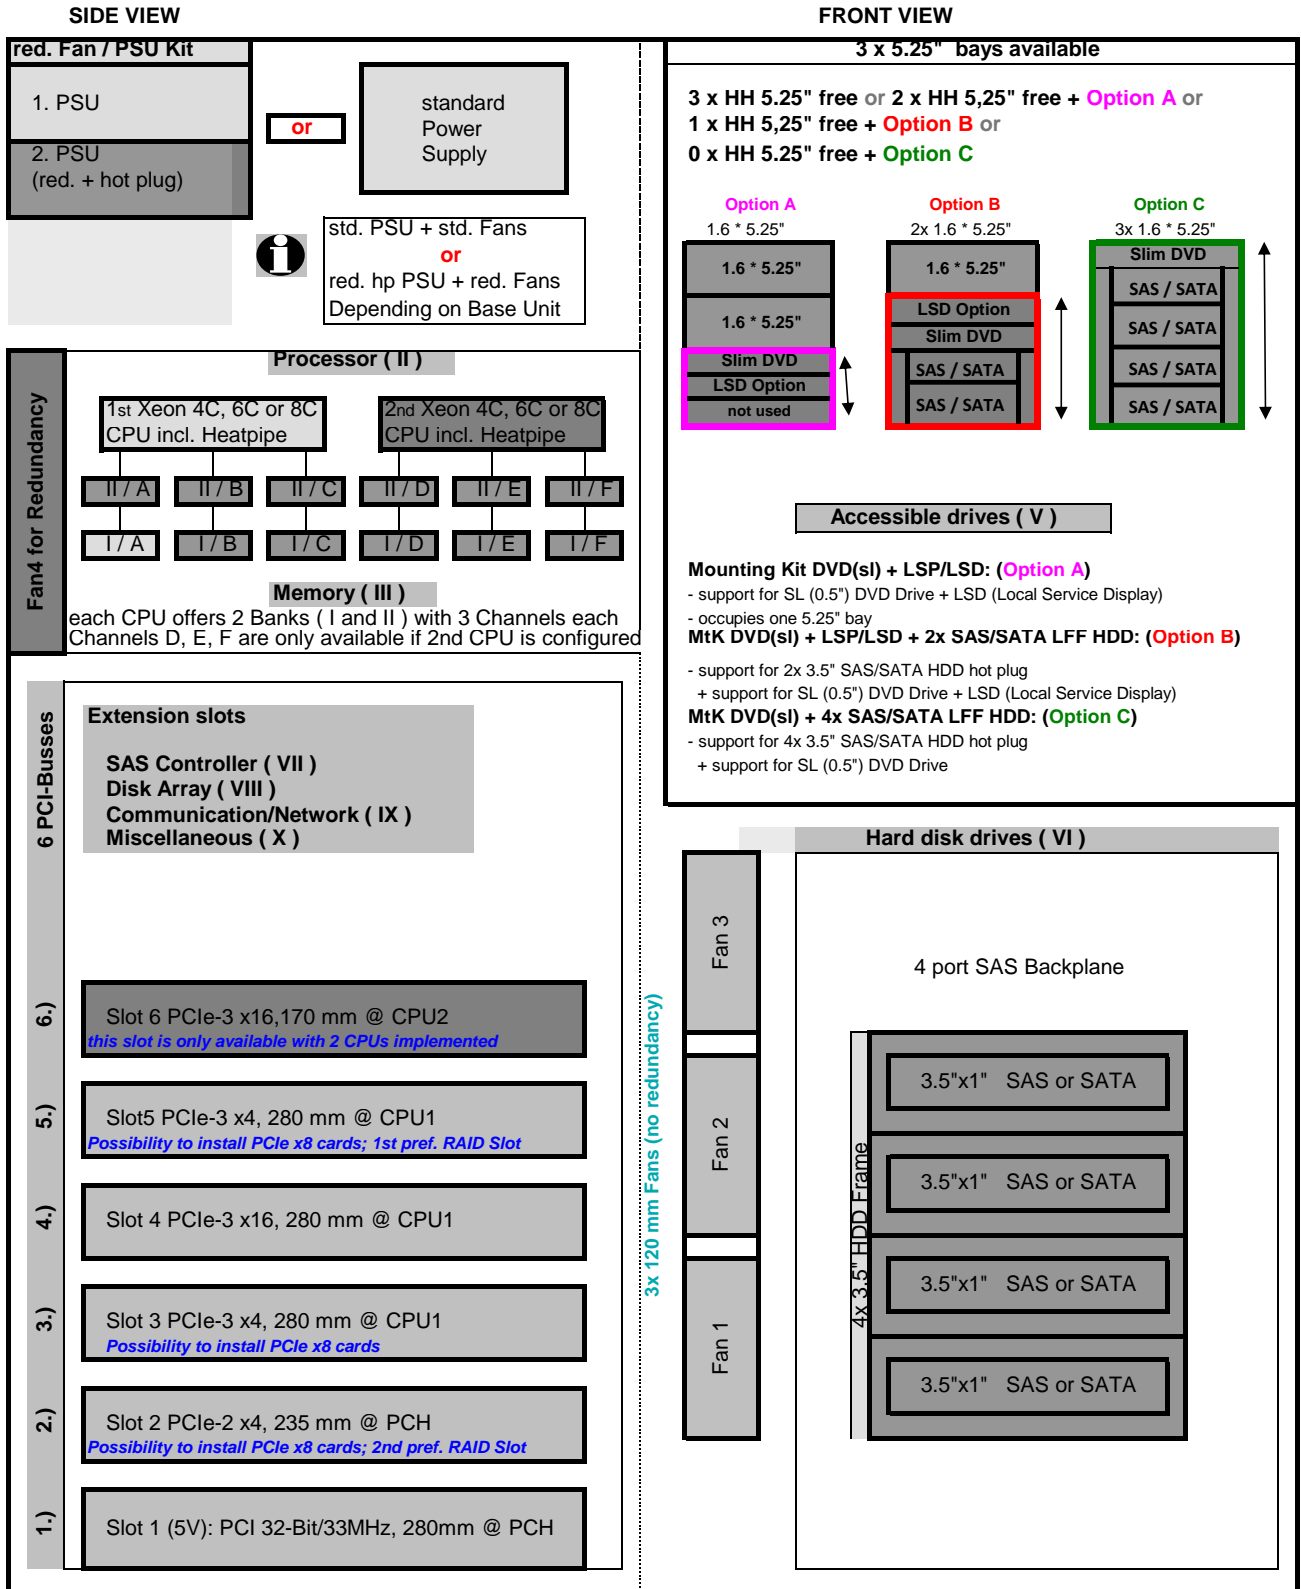 SIDE VIEW
red. Fan / PSU Kit
1. PSU
2. PSU
(red. + hot plug)
or
standard
Power
Supply
std. PSU + std. Fans
or
red. hp PSU + red. Fans
Depending on Base Unit
Fan4 for Redundancy
Processor ( II )
1st Xeon 4C, 6C or 8C
CPU incl. Heatpipe
2nd Xeon 4C, 6C or 8C
CPU incl. Heatpipe
II / A
II / B
II / C
II / D
II / E
II / F
I / A
I / B
I / C
I / D
I / E
I / F
Memory ( III )
each CPU offers 2 Banks ( I and II ) with 3 Channels each
Channels D, E, F are only available if 2nd CPU is configured
6 PCI-Busses
Extension slots
SAS Controller ( VII )
Disk Array ( VIII )
Communication/Network ( IX )
Miscellaneous ( X )
6.)
Slot 6 PCIe-3 x16,170 mm @ CPU2
this slot is only available with 2 CPUs implemented
5.)
Slot5 PCIe-3 x4, 280 mm @ CPU1
Possibility to install PCIe x8 cards; 1st pref. RAID Slot
4.)
Slot 4 PCIe-3 x16, 280 mm @ CPU1
3.)
Slot 3 PCIe-3 x4, 280 mm @ CPU1
Possibility to install PCIe x8 cards
2.)
Slot 2 PCIe-2 x4, 235 mm @ PCH
Possibility to install PCIe x8 cards; 2nd pref. RAID Slot
1.)
Slot 1 (5V): PCI 32-Bit/33MHz, 280mm @ PCH
FRONT VIEW
3 x 5.25" bays available
3 x HH 5.25" free or 2 x HH 5,25" free + Option A or
1 x HH 5,25" free + Option B or
0 x HH 5.25" free + Option C
Option A
1.6 * 5.25"
1.6 * 5.25"
1.6 * 5.25"
Slim DVD
LSD Option
not used
Option B
2x 1.6 * 5.25"
1.6 * 5.25"
LSD Option
Slim DVD
SAS / SATA
SAS / SATA
Option C
3x 1.6 * 5.25"
Slim DVD
SAS / SATA
SAS / SATA
SAS / SATA
SAS / SATA
Accessible drives ( V )
Mounting Kit DVD(sl) + LSP/LSD: (Option A)
- support for SL (0.5") DVD Drive + LSD (Local Service Display)
- occupies one 5.25" bay
MtK DVD(sl) + LSP/LSD + 2x SAS/SATA LFF HDD: (Option B)
- support for 2x 3.5" SAS/SATA HDD hot plug
+ support for SL (0.5") DVD Drive + LSD (Local Service Display)
MtK DVD(sl) + 4x SAS/SATA LFF HDD: (Option C)
- support for 4x 3.5" SAS/SATA HDD hot plug
+ support for SL (0.5") DVD Drive
3x 120 mm Fans (no redundancy)
Fan 3
Fan 2
Fan 1
Hard disk drives ( VI )
4 port SAS Backplane
4x 3.5" HDD Frame
3.5"x1" SAS or SATA
3.5"x1" SAS or SATA
3.5"x1" SAS or SATA
3.5"x1" SAS or SATA